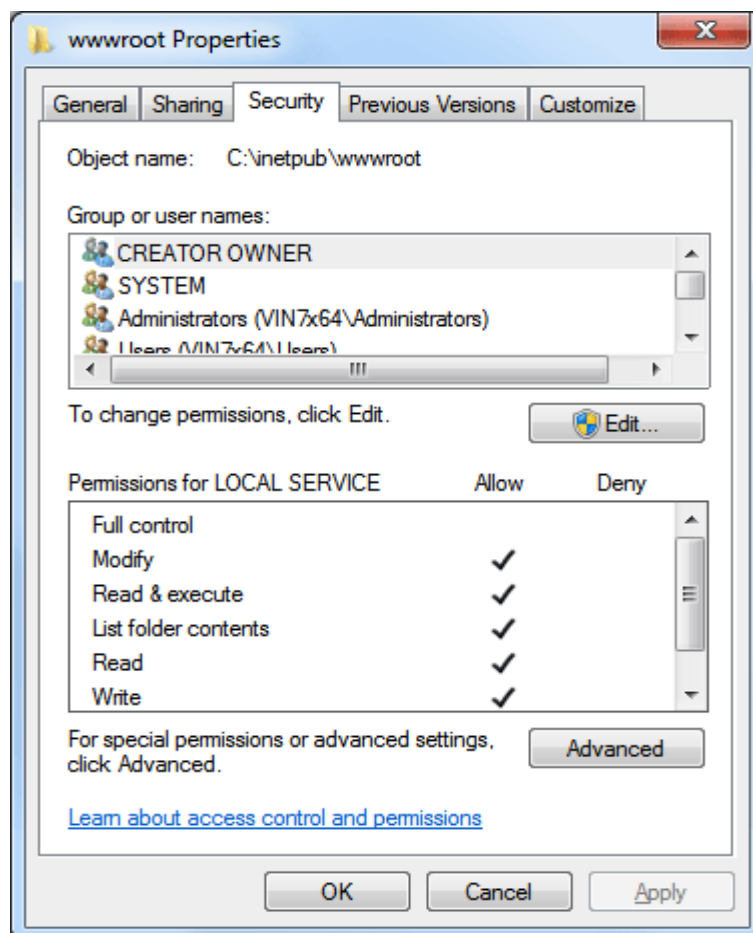 wwwroot Properties
General Sharing Security Previous Versions Customize
Object name: C:\inetpub\wwwroot
Group or user names:
CREATOR OWNER
SYSTEM
Administrators (VIN7x64\Administrators)
Users (VIN7x64\Users)
To change permissions, click Edit.
Edit...
Permissions for LOCAL SERVICE Allow Deny
Full control
Modify
Read & execute
List folder contents
Read
Write
For special permissions or advanced settings,
click Advanced.
Advanced
Learn about access control and permissions
OK Cancel Apply